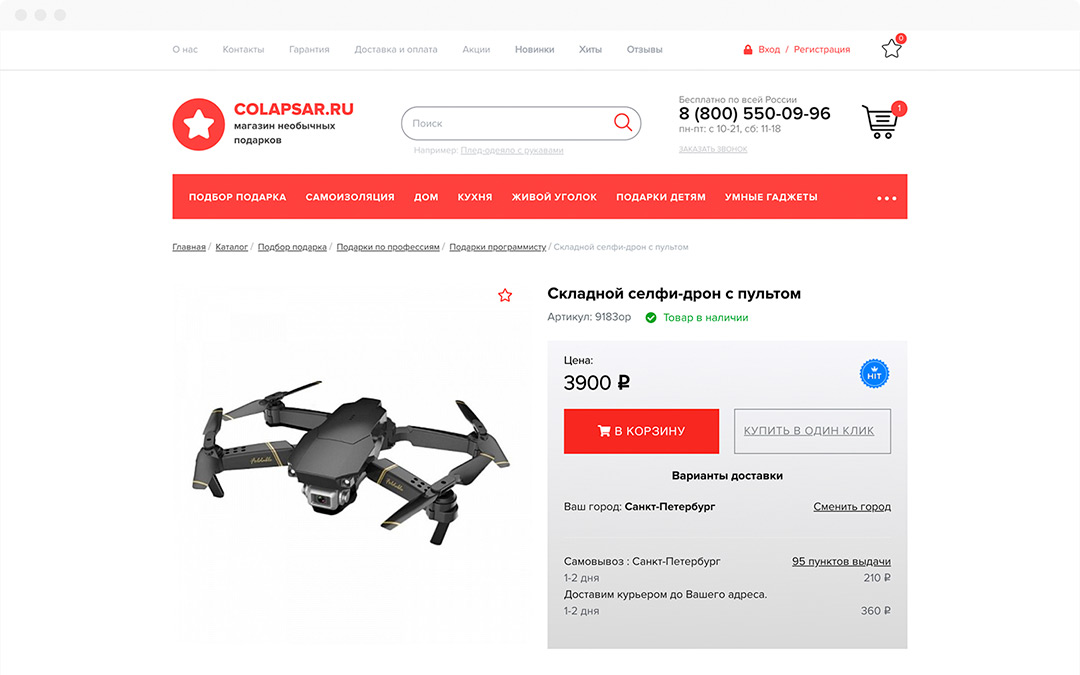 О нас Контакты Гарантия Доставка и оплата Акции Новинки Хиты Отзывы Вход / Регистрация 0
COLAPSAR.RU
магазин необычных
подарков
Поиск
Например: Плед-одеяло с рукавами
Бесплатно по всей России
8 (800) 550-09-96
пн-пт: с 10-21, сб: 11-18
ЗАКАЗАТЬ ЗВОНОК
1
ПОДБОР ПОДАРКА САМОИЗОЛЯЦИЯ ДОМ КУХНЯ ЖИВОЙ УГОЛОК ПОДАРКИ ДЕТЯМ УМНЫЕ ГАДЖЕТЫ
Главная / Каталог / Подбор подарка / Подарки по профессиям / Подарки программисту / Складной селфи-дрон с пультом
Складной селфи-дрон с пультом
Артикул: 9183ор Товар в наличии
Цена:
3900 ₽
HIT
В КОРЗИНУ КУПИТЬ В ОДИН КЛИК
Варианты доставки
Ваш город: Санкт-Петербург Сменить город
Самовывоз : Санкт-Петербург 95 пунктов выдачи
1-2 дня 210 ₽
Доставим курьером до Вашего адреса.
1-2 дня 360 ₽